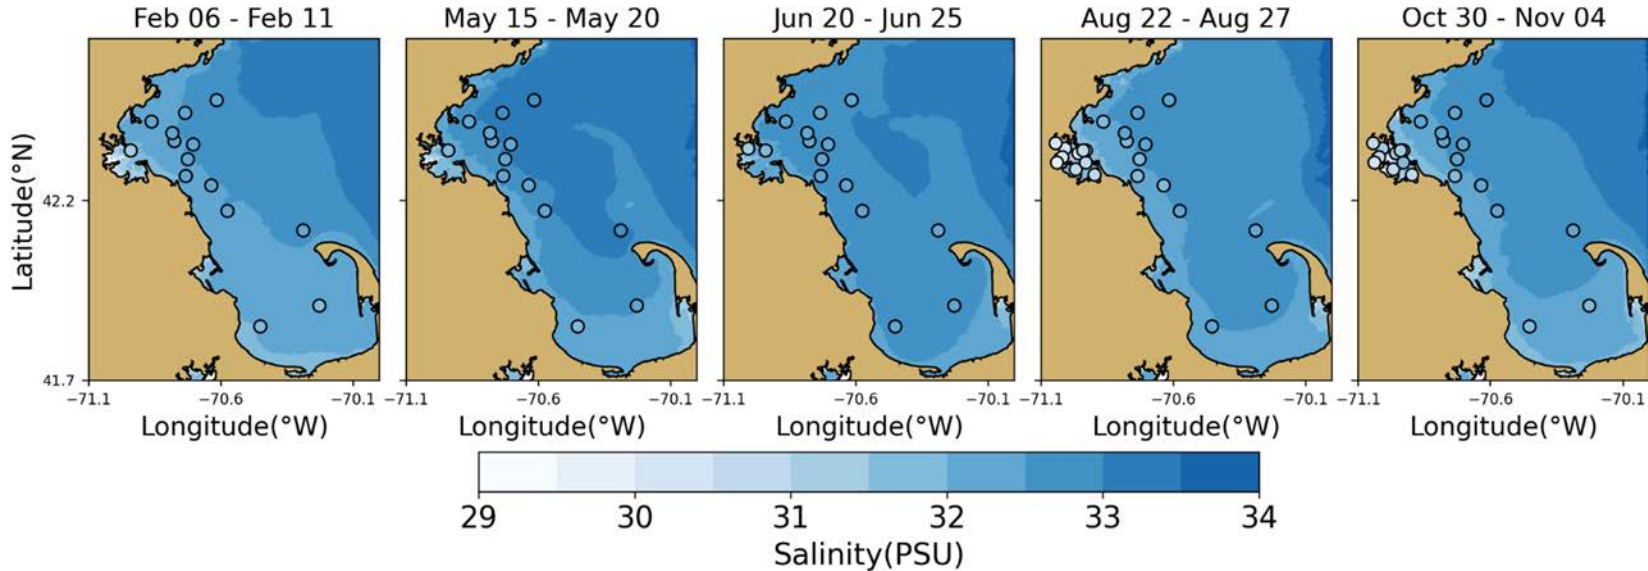 Feb 06 - Feb 11 May 15 - May 20 Jun 20 - Jun 25 Aug 22 - Aug 27 Oct 30 - Nov 04
Latitude(°N)
42.2
41.7
−71.1 −70.6 −70.1 −71.1 −70.6 −70.1 −71.1 −70.6 −70.1 −71.1 −70.6 −70.1 −71.1 −70.6 −70.1
Longitude(°W) Longitude(°W) Longitude(°W) Longitude(°W) Longitude(°W)
29 30 31 32 33 34
Salinity(PSU)